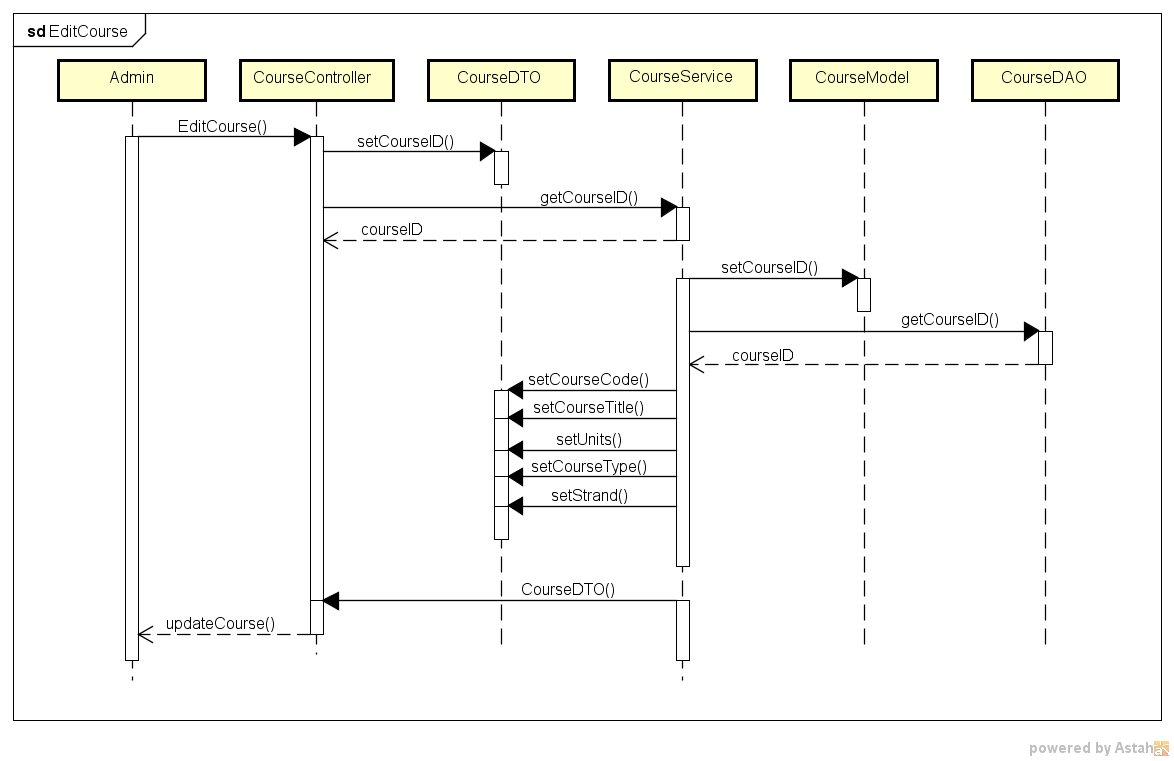 sd EditCourse
Admin
CourseController
CourseDTO
CourseService
CourseModel
CourseDAO
EditCourse()
setCourseID()
getCourseID()
courseID
setCourseID()
getCourseID()
courseID
setCourseCode()
setCourseTitle()
setUnits()
setCourseType()
setStrand()
CourseDTO()
updateCourse()
powered by Astah